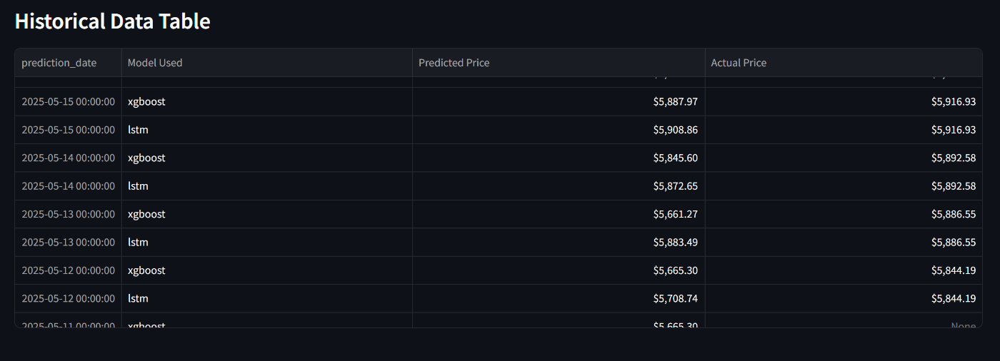 Historical Data Table
prediction_date Model Used Predicted Price Actual Price
2025-05-15 00:00:00 xgboost $5,887.97 $5,916.93
2025-05-15 00:00:00 lstm $5,908.86 $5,916.93
2025-05-14 00:00:00 xgboost $5,845.60 $5,892.58
2025-05-14 00:00:00 lstm $5,872.65 $5,892.58
2025-05-13 00:00:00 xgboost $5,661.27 $5,886.55
2025-05-13 00:00:00 lstm $5,883.49 $5,886.55
2025-05-12 00:00:00 xgboost $5,665.30 $5,844.19
2025-05-12 00:00:00 lstm $5,708.74 $5,844.19
2025-05-11 00:00:00 xgboost $5,665.30 None